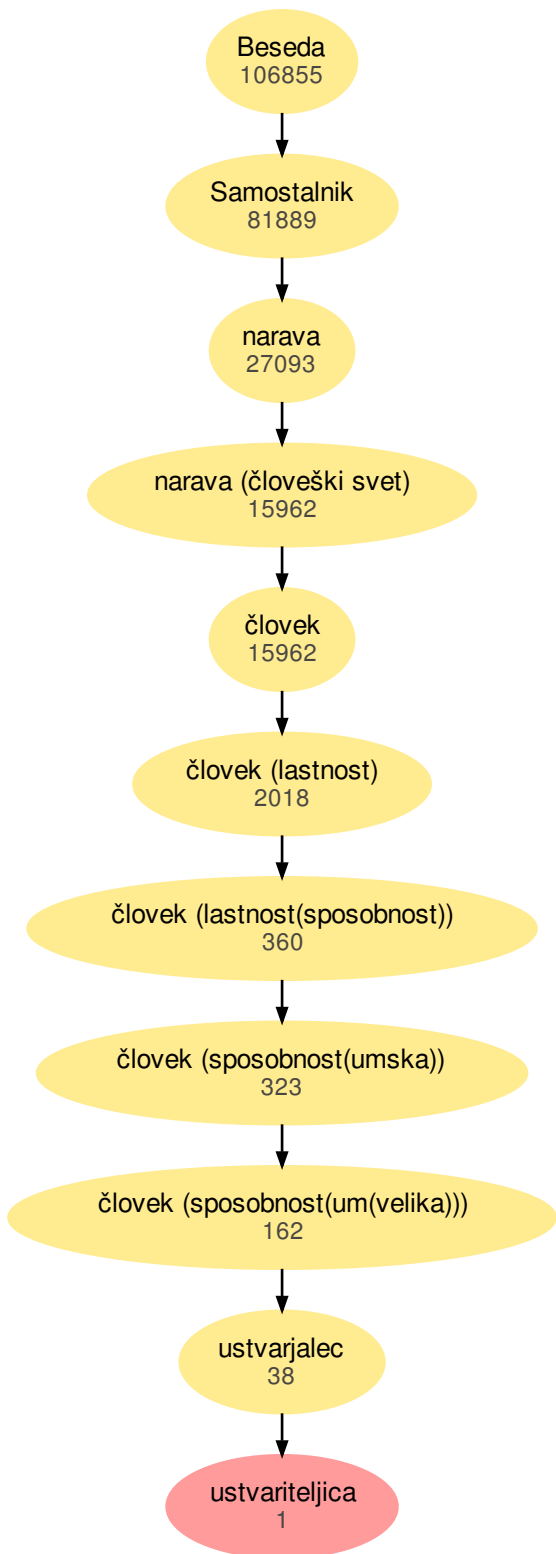 Beseda
106855
Samostalnik
81889
narava
27093
narava (človeški svet)
15962
človek
15962
človek (lastnost)
2018
človek (lastnost(sposobnost))
360
človek (sposobnost(umska))
323
človek (sposobnost(um(velika)))
162
ustvarjalec
38
ustvariteljica
1